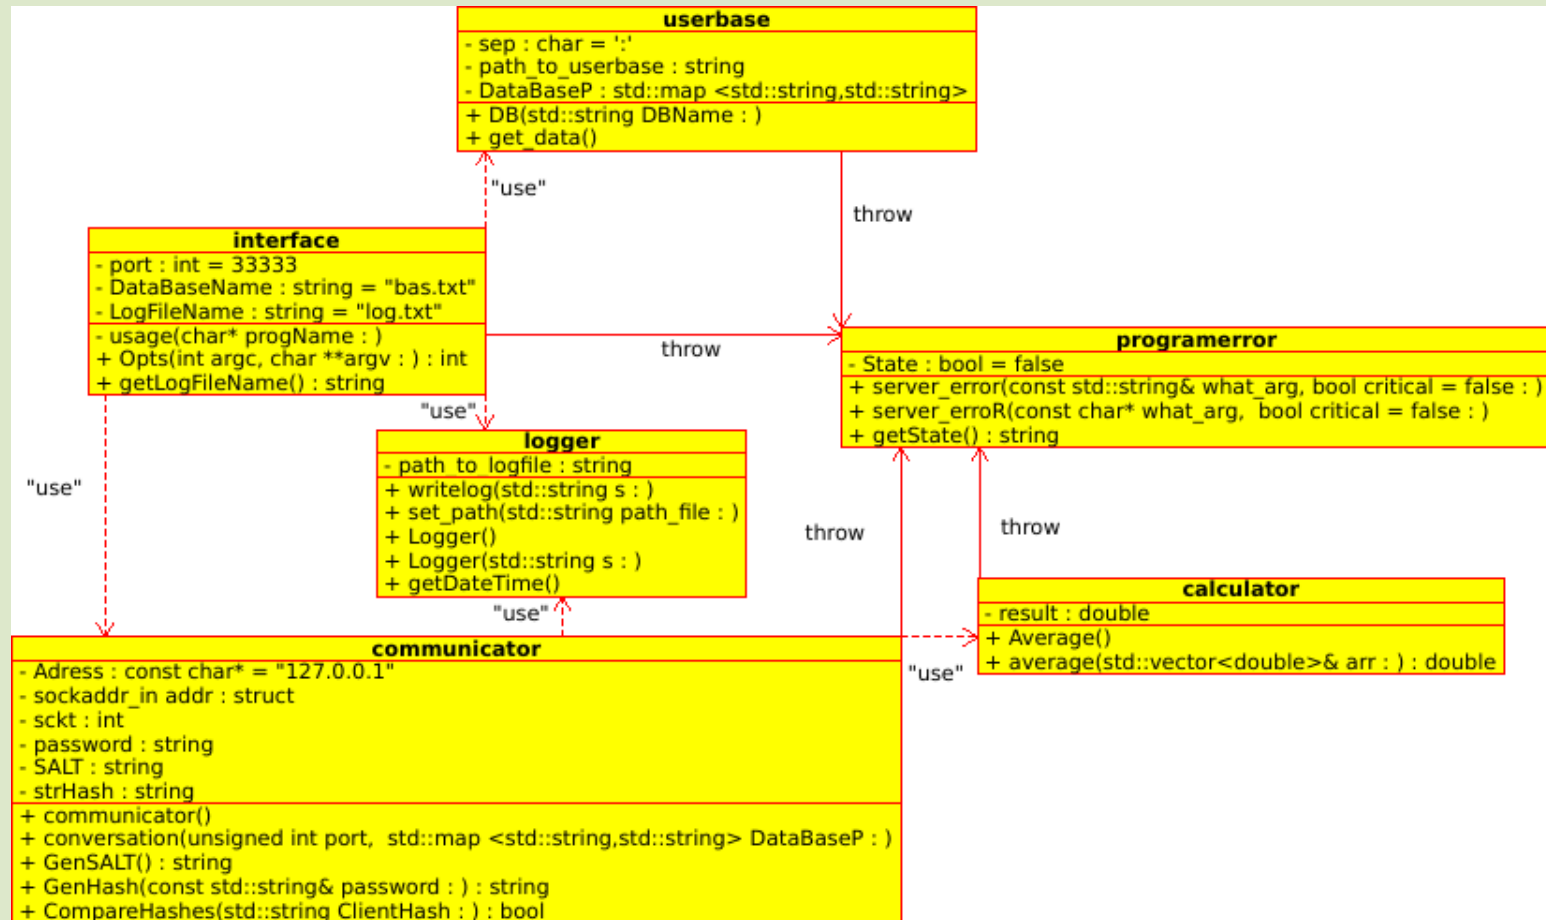 userbase
- sep : char = ':'
- path_to_userbase : string
- DataBaseP : std::map <std::string,std::string>
+ DB(std::string DBName : )
+ get_data()
"use"
throw
interface
- port : int = 33333
- DataBaseName : string = "bas.txt"
- LogFileName : string = "log.txt"
- usage(char* progName : )
+ Opts(int argc, char **argv : ) : int
+ getLogFileName() : string
throw
programerror
- State : bool = false
+ server_error(const std::string& what_arg, bool critical = false : )
+ server_erroR(const char* what_arg,  bool critical = false : )
+ getState() : string
"use"
logger
- path_to_logfile : string
+ writelog(std::string s : )
+ set_path(std::string path_file : )
+ Logger()
+ Logger(std::string s : )
+ getDateTime()
"use"
throw
throw
"use"
calculator
- result : double
+ Average()
+ average(std::vector<double>& arr : ) : double
"use"
communicator
- Adress : const char* = "127.0.0.1"
- sockaddr_in addr : struct
- sckt : int
- password : string
- SALT : string
- strHash : string
+ communicator()
+ conversation(unsigned int port,  std::map <std::string,std::string> DataBaseP : )
+ GenSALT() : string
+ GenHash(const std::string& password : ) : string
+ CompareHashes(std::string ClientHash : ) : bool